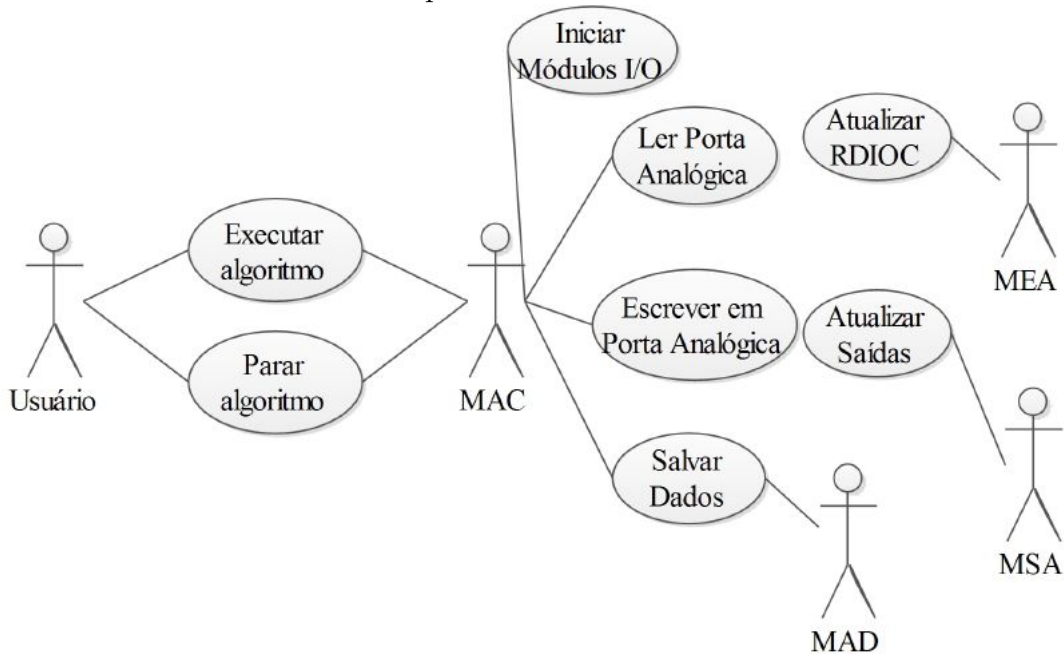 Iniciar
Módulos I/O
Ler Porta
Analógica
Atualizar
RDIOC
MEA
Executar
algoritmo
Parar
algoritmo
Usuário
MAC
Escrever em
Porta Analógica
Atualizar
Saídas
MSA
Salvar
Dados
MAD